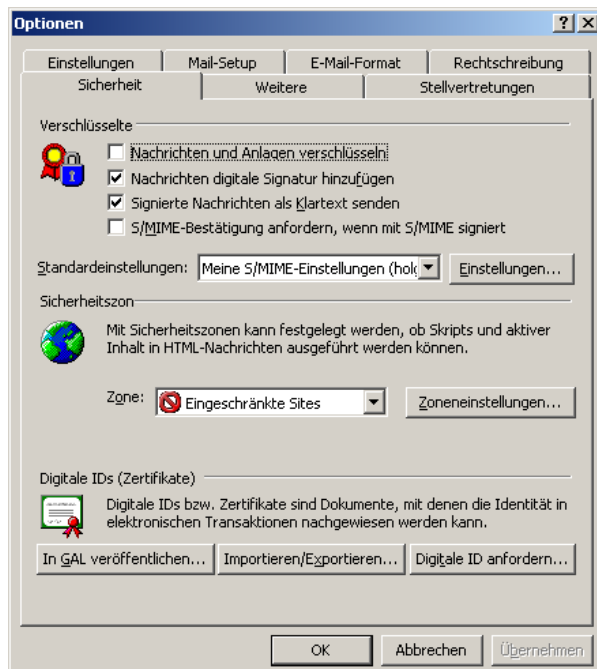 Optionen
Einstellungen Mail-Setup E-Mail-Format Rechtschreibung
Sicherheit Weitere Stellvertretungen
Verschlüsselte
Nachrichten und Anlagen verschlüsseln
Nachrichten digitale Signatur hinzufügen
Signierte Nachrichten als Klartext senden
S/MIME-Bestätigung anfordern, wenn mit S/MIME signiert
Standardeinstellungen: Meine S/MIME-Einstellungen (holg Einstellungen...
Sicherheitszon
Mit Sicherheitszonen kann festgelegt werden, ob Skripts und aktiver
Inhalt in HTML-Nachrichten ausgeführt werden können.
Zone: Eingeschränkte Sites Zoneneinstellungen...
Digitale IDs (Zertifikate)
Digitale IDs bzw. Zertifikate sind Dokumente, mit denen die Identität in
elektronischen Transaktionen nachgewiesen werden kann.
In GAL veröffentlichen... Importieren/Exportieren... Digitale ID anfordern...
OK Abbrechen Übernehmen